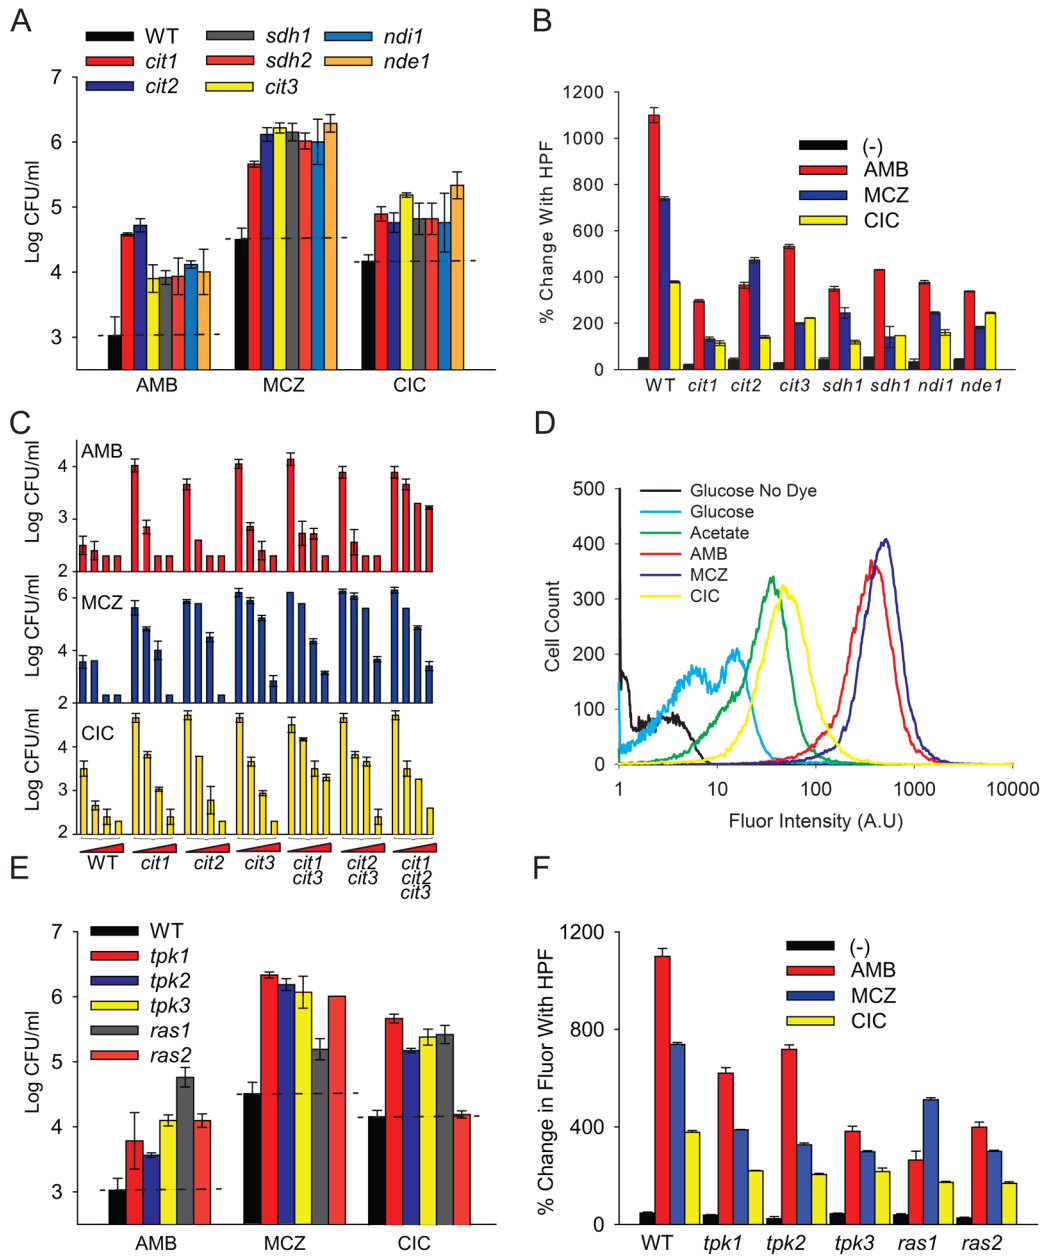 A
WT
cit1
cit2
sdh1
sdh2
cit3
ndi1
nde1
Log CFU/ml
7
6
5
4
3
AMB
MCZ
CIC
B
% Change With HPF
1200
1000
800
600
400
200
0
(-)
AMB
MCZ
CIC
WT
cit1
cit2
cit3
sdh1
sdh1
ndi1
nde1
C
AMB
Log CFU/ml
4
3
2
MCZ
Log CFU/ml
6
4
2
CIC
Log CFU/ml
4
3
2
WT
cit1
cit2
cit3
cit1
cit3
cit2
cit3
cit1
cit2
cit3
D
Cell Count
500
400
300
200
100
0
Glucose No Dye
Glucose
Acetate
AMB
MCZ
CIC
1
10
100
1000
10000
Fluor Intensity (A.U)
E
WT
tpk1
tpk2
tpk3
ras1
ras2
Log CFU/ml
7
6
5
4
3
AMB
MCZ
CIC
F
% Change in Fluor With HPF
1200
800
400
0
(-)
AMB
MCZ
CIC
WT
tpk1
tpk2
tpk3
ras1
ras2